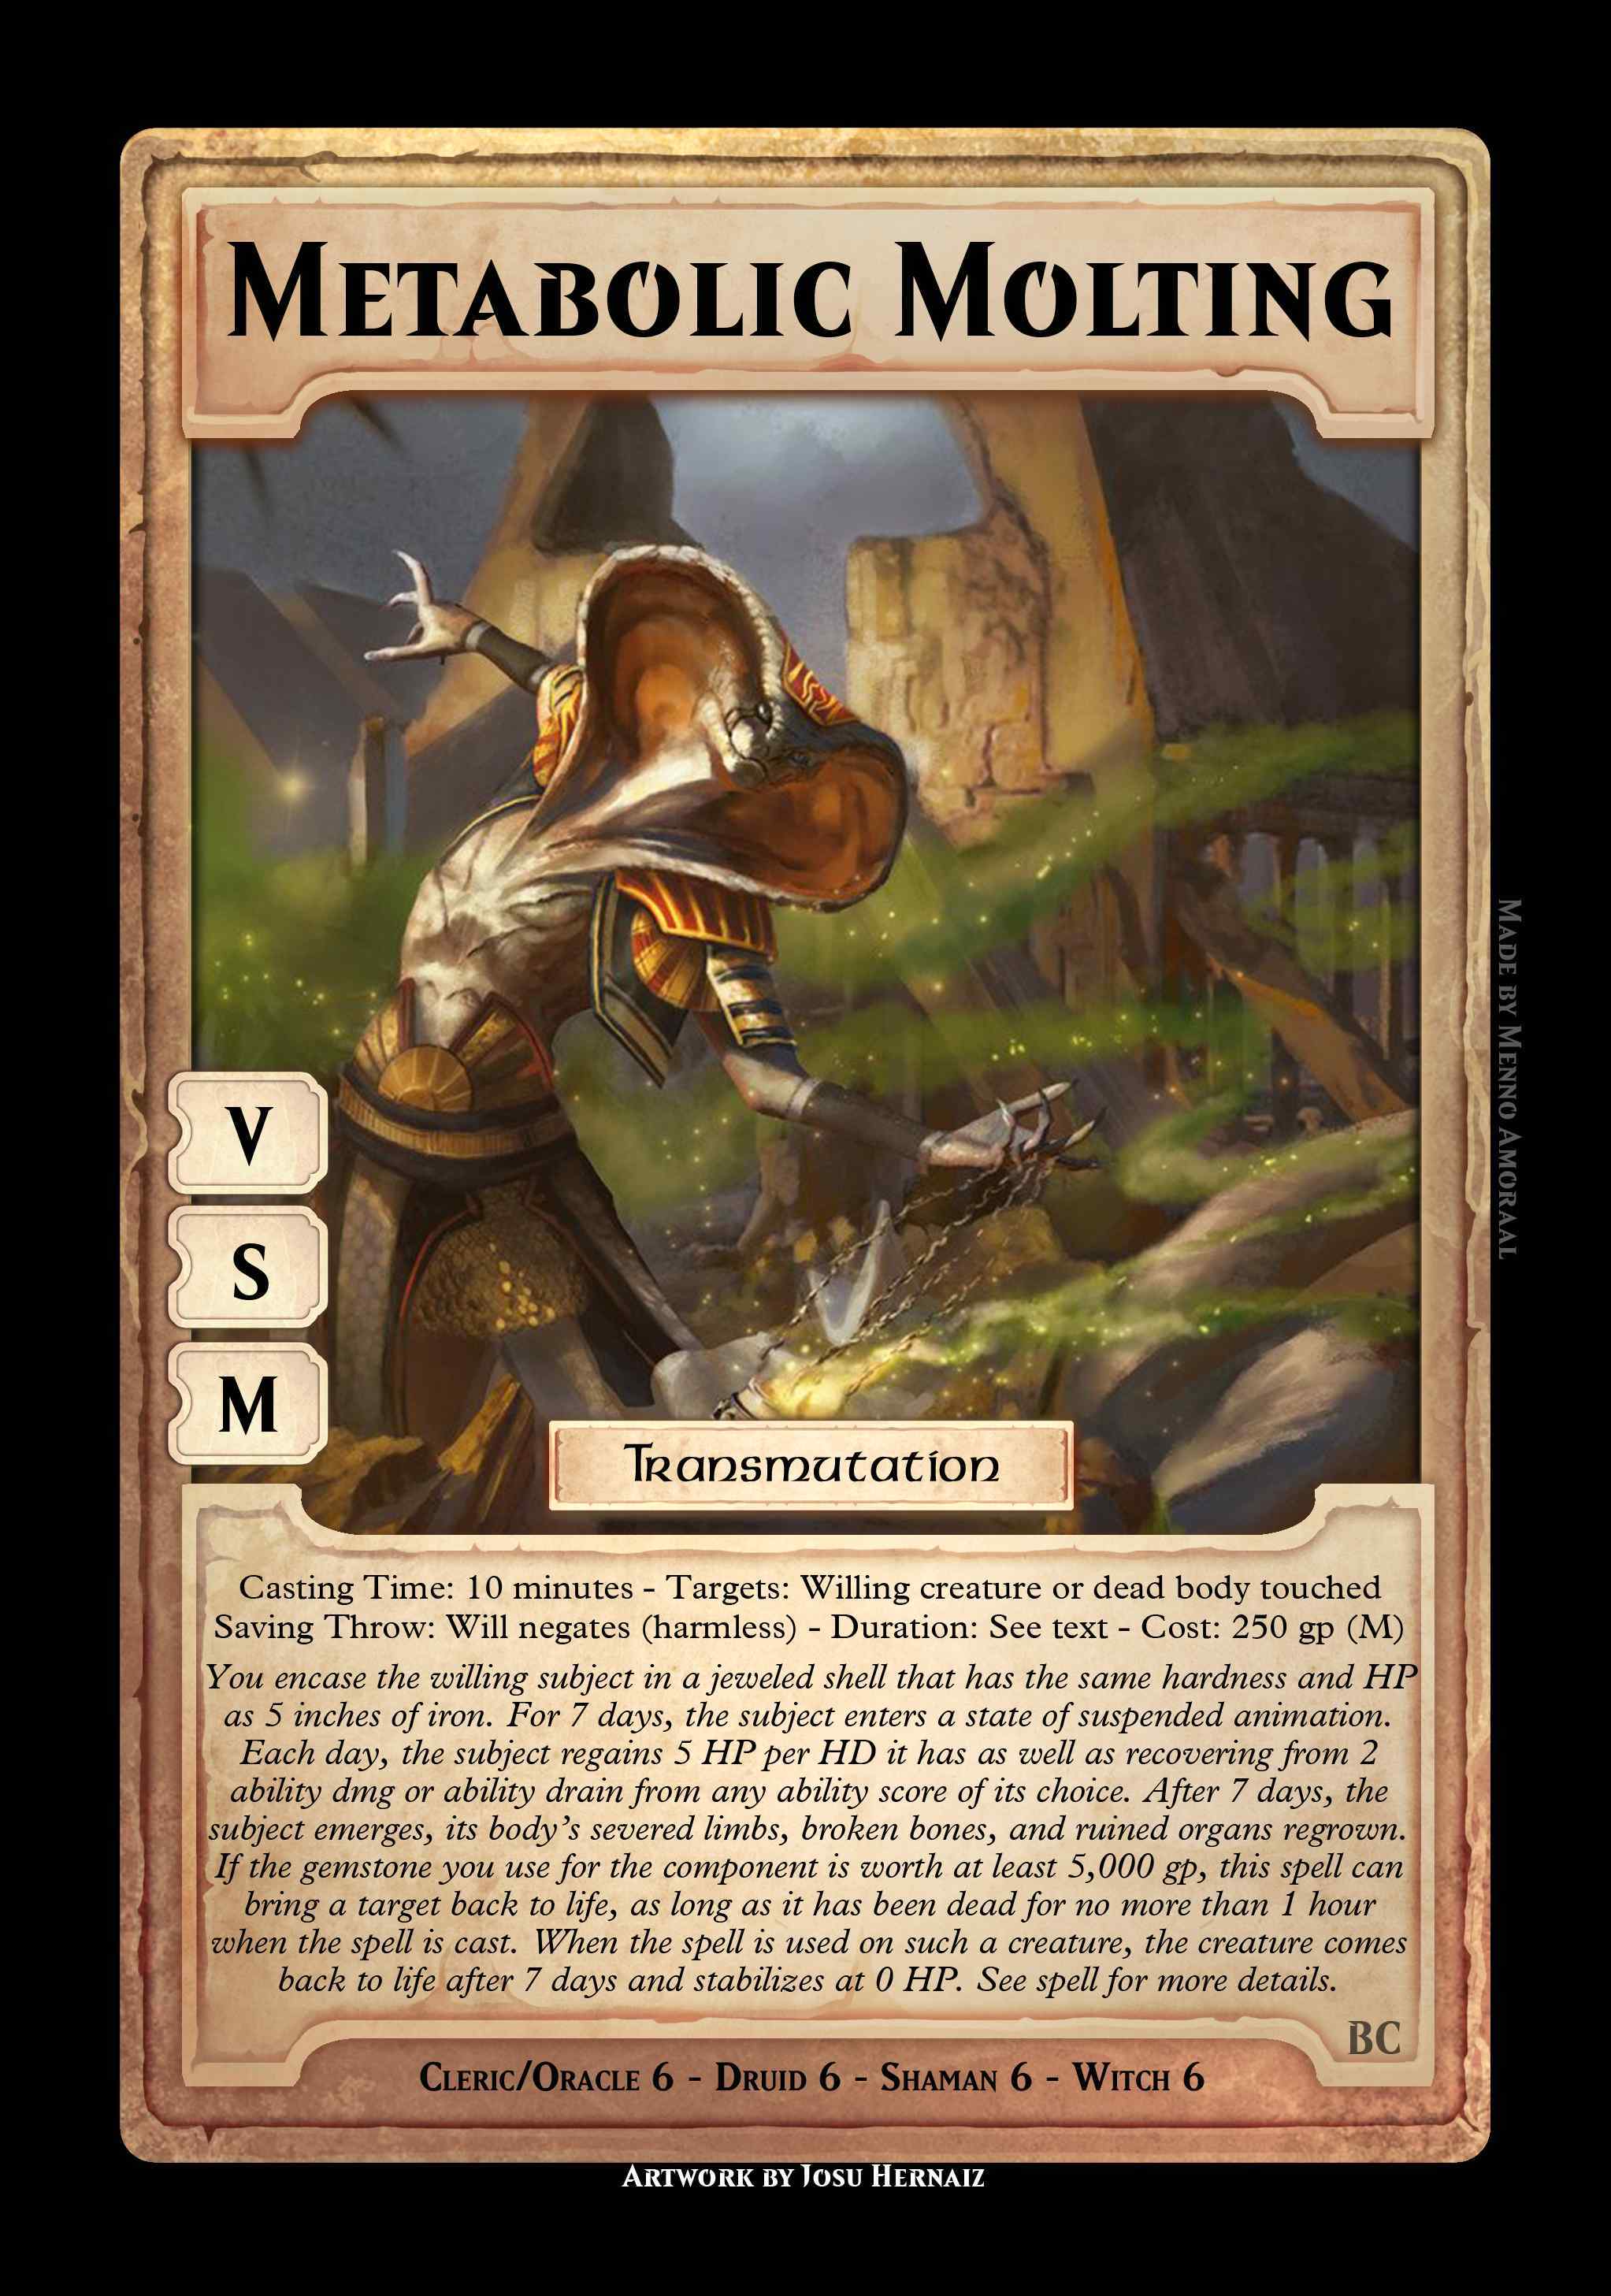 Metabolic Molting
V
S
M
Transmutation
Casting Time: 10 minutes - Targets: Willing creature or dead body touched
Saving Throw: Will negates (harmless) - Duration: See text - Cost: 250 gp (M)
You encase the willing subject in a jeweled shell that has the same hardness and HP
as 5 inches of iron. For 7 days, the subject enters a state of suspended animation.
Each day, the subject regains 5 HP per HD it has as well as recovering from 2
ability dmg or ability drain from any ability score of its choice. After 7 days, the
subject emerges, its body's severed limbs, broken bones, and ruined organs regrown.
If the gemstone you use for the component is worth at least 5,000 gp, this spell can
bring a target back to life, as long as it has been dead for no more than 1 hour
when the spell is cast. When the spell is used on such a creature, the creature comes
back to life after 7 days and stabilizes at 0 HP. See spell for more details.
BC
Cleric/Oracle 6 - Druid 6 - Shaman 6 - Witch 6
Artwork by Josu Hernaiz
Made by Menno Amoraal